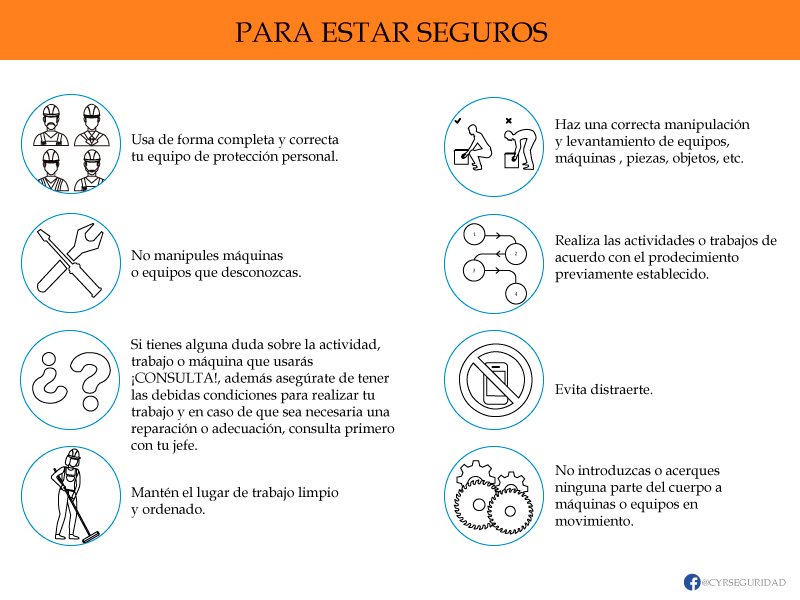 PARA ESTAR SEGUROS
Usa de forma completa y correcta
tu equipo de protección personal.
No manipules máquinas
o equipos que desconozcas.
Si tienes alguna duda sobre la actividad,
trabajo o máquina que usarás
¡CONSULTA!, además asegúrate de tener
las debidas condiciones para realizar tu
trabajo y en caso de que sea necesaria una
reparación o adecuación, consulta primero
con tu jefe.
Mantén el lugar de trabajo limpio
y ordenado.
Haz una correcta manipulación
y levantamiento de equipos,
máquinas , piezas, objetos, etc.
1
2
3
4
Realiza las actividades o trabajos de
acuerdo con el prodecimiento
previamente establecido.
Evita distraerte.
No introduzcas o acerques
ninguna parte del cuerpo a
máquinas o equipos en
movimiento.
@CYRSEGURIDAD